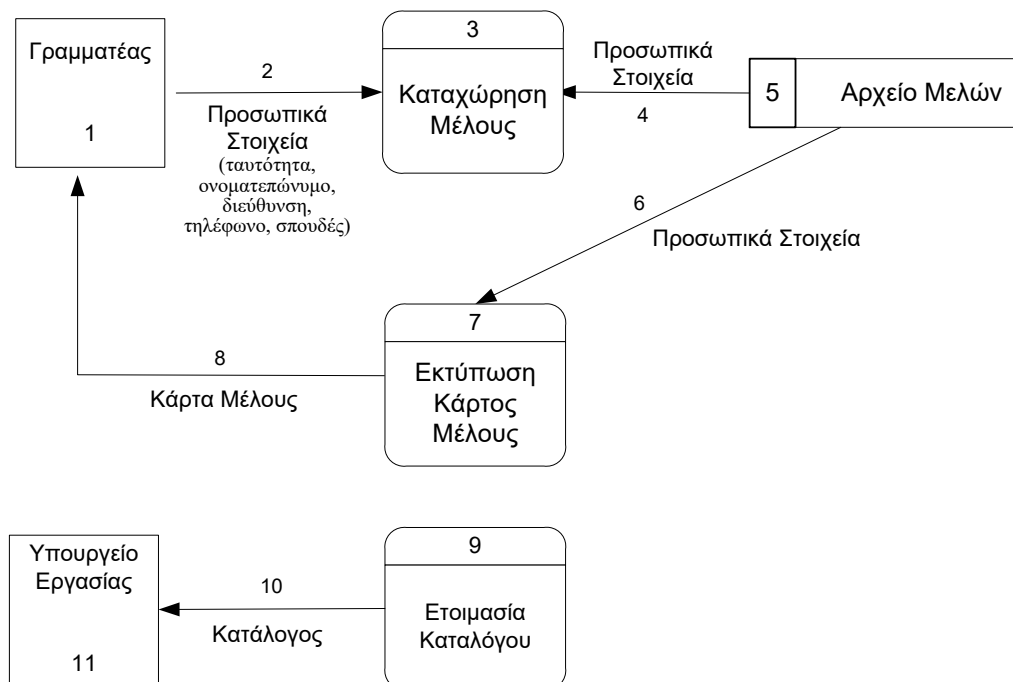 Γραμματέας
1
2
Προσωπικά
Στοιχεία
(ταυτότητα,
ονοματεπώνυμο,
διεύθυνση,
τηλέφωνο, σπουδές)
3
Καταχώρηση
Μέλους
Προσωπικά
Στοιχεία
4
5
Αρχείο Μελών
6
Προσωπικά Στοιχεία
7
Εκτύπωση
Κάρτος
Μέλους
8
Κάρτα Μέλους
Υπουργείο
Εργασίας
11
10
Κατάλογος
9
Ετοιμασία
Καταλόγου